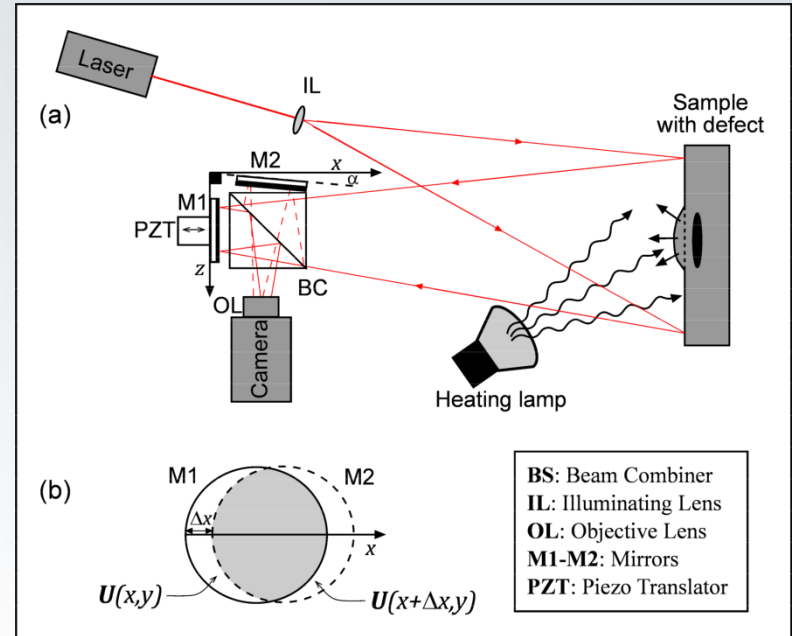 Laser
IL
(a)
Sample
with defect
M2
x
α
M1
PZT
z
BC
OL
Camera
Heating lamp
(b)
M1
M2
Δx
x
U(x,y)
U(x+Δx,y)
BS: Beam Combiner
IL: Illuminating Lens
OL: Objective Lens
M1-M2: Mirrors
PZT: Piezo Translator